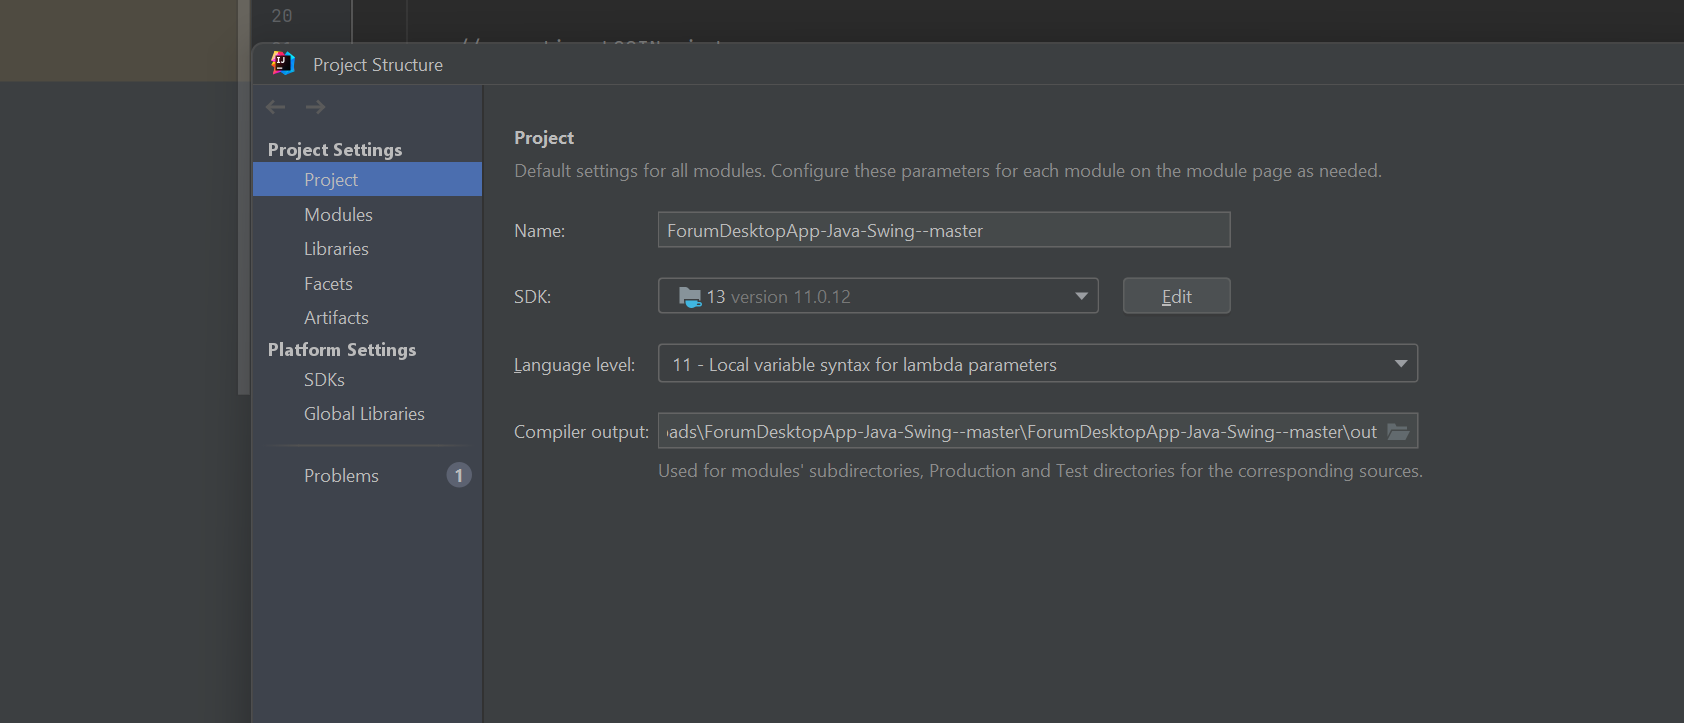 20
Project Structure
Project Settings
Project
Modules
Libraries
Facets
Artifacts
Platform Settings
SDKs
Global Libraries
Problems 1
Project
Default settings for all modules. Configure these parameters for each module on the module page as needed.
Name: ForumDesktopApp-Java-Swing--master
SDK: 13 version 11.0.12 Edit
Language level: 11 - Local variable syntax for lambda parameters
Compiler output: ads\ForumDesktopApp-Java-Swing--master\ForumDesktopApp-Java-Swing--master\out
Used for modules' subdirectories, Production and Test directories for the corresponding sources.